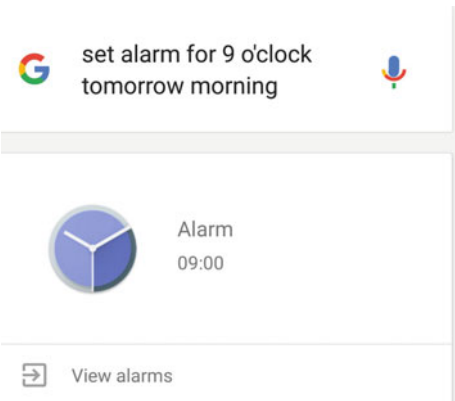 set alarm for 9 o'clock
tomorrow morning
Alarm
09:00
View alarms